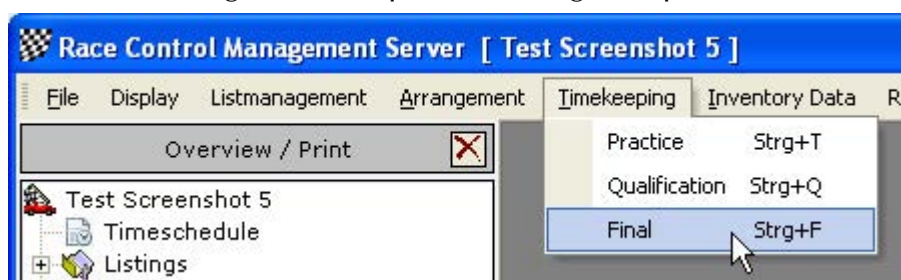 Race Control Management Server [ Test Screenshot 5 ]
File Display Listmanagement Arrangement Timekeeping Inventory Data R
Overview / Print
Practice Strg+T
Qualification Strg+Q
Final Strg+F
Test Screenshot 5
Timeschedule
Listings